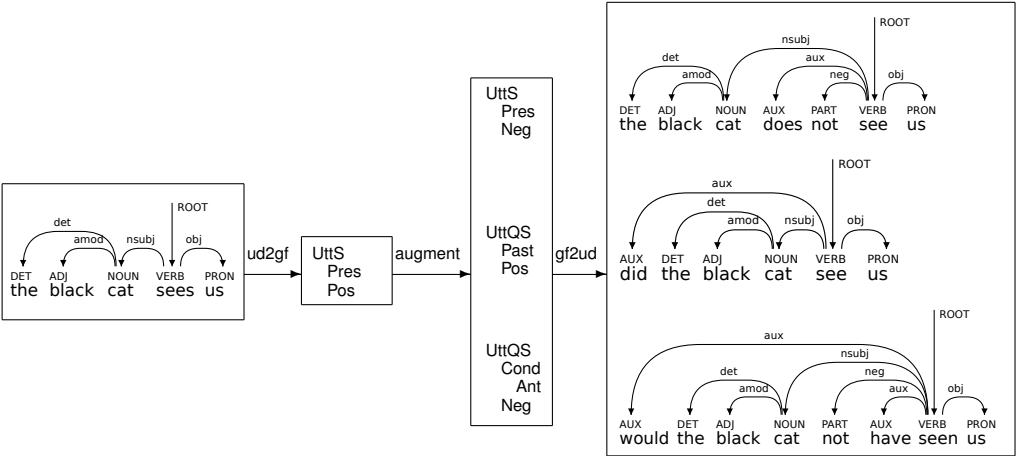 ROOT
det
amod
nsubj
obj
DET ADJ NOUN VERB PRON
the black cat sees us
ud2gf
UttS
Pres
Pos
augment
UttS
Pres
Neg
UttQS
Past
Pos
UttQS
Cond
Ant
Neg
gf2ud
ROOT
nsubj
det
aux
amod
neg
obj
DET ADJ NOUN AUX PART VERB PRON
the black cat does not see us
ROOT
aux
det
amod
nsubj
obj
AUX DET ADJ NOUN VERB PRON
did the black cat see us
ROOT
aux
nsubj
det
neg
amod
aux
obj
AUX DET ADJ NOUN PART AUX VERB PRON
would the black cat not have seen us